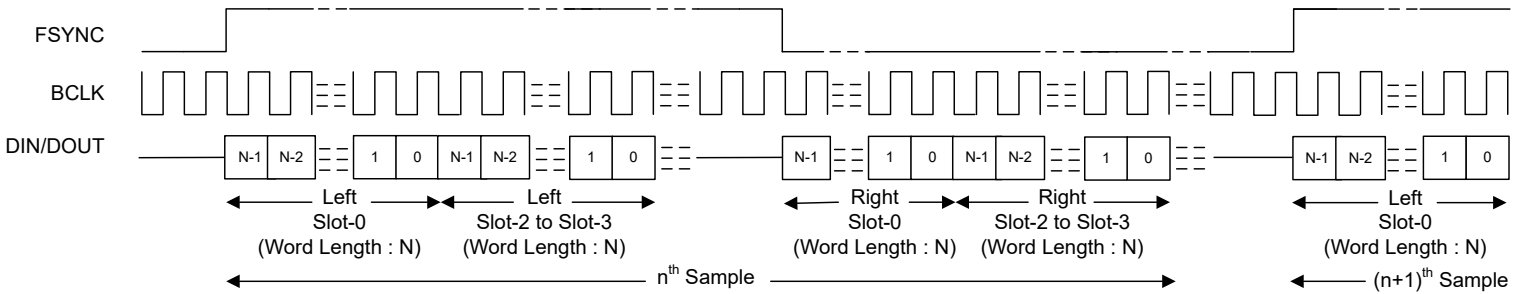 FSYNC
BCLK
DIN/DOUT
N-1 N-2 1 0 N-1 N-2 1 0 N-1 1 0 N-1 N-2 1 0 N-1 N-2 1 0
Left Left Right Right Left
Slot-0 Slot-2 to Slot-3 Slot-0 Slot-2 to Slot-3 Slot-0
(Word Length : N) (Word Length : N) (Word Length : N) (Word Length : N) (Word Length : N)
nth Sample (n+1)th Sample